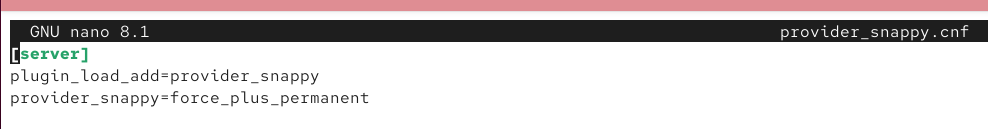 GNU nano 8.1 provider_snappy.cnf
[server]
plugin_load_add=provider_snappy
provider_snappy=force_plus_permanent